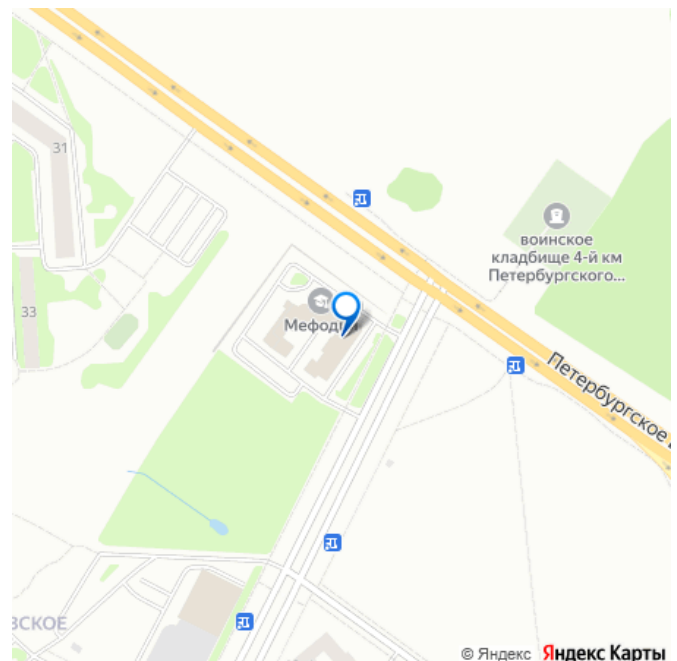 31
воинское
кладбище 4-й км
Петербургского...
33
Мефодий
Петербургское
ВСКОЕ
© Яндекс Яндекс Карты